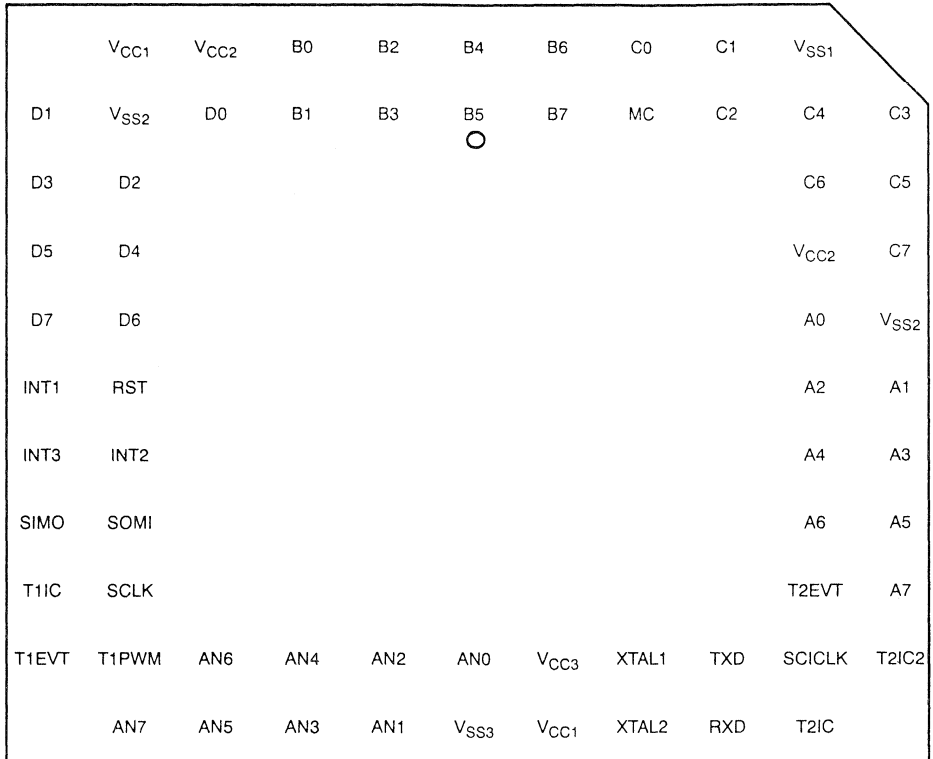 VCC1 VCC2 B0 B2 B4 B6 C0 C1 VSS1
D1 VSS2 D0 B1 B3 B5 B7 MC C2 C4 C3
D3 D2 C6 C5
D5 D4 VCC2 C7
D7 D6 A0 VSS2
INT1 RST A2 A1
INT3 INT2 A4 A3
SIMO SOMI A6 A5
T1IC SCLK T2EVT A7
T1EVT T1PWM AN6 AN4 AN2 AN0 VCC3 XTAL1 TXD SCICLK T2IC2
AN7 AN5 AN3 AN1 VSS3 VCC1 XTAL2 RXD T2IC